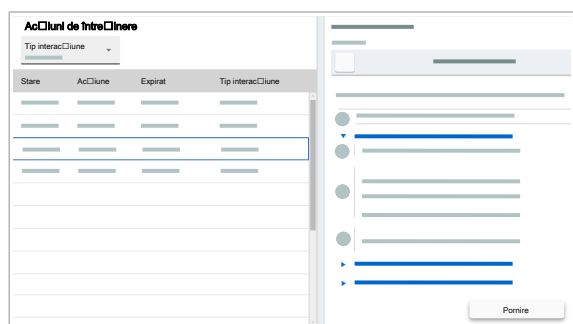 Ac□iuni de între□inere
Tip interac□iune
Stare Ac□iune Expirat Tip interac□iune
Pornire